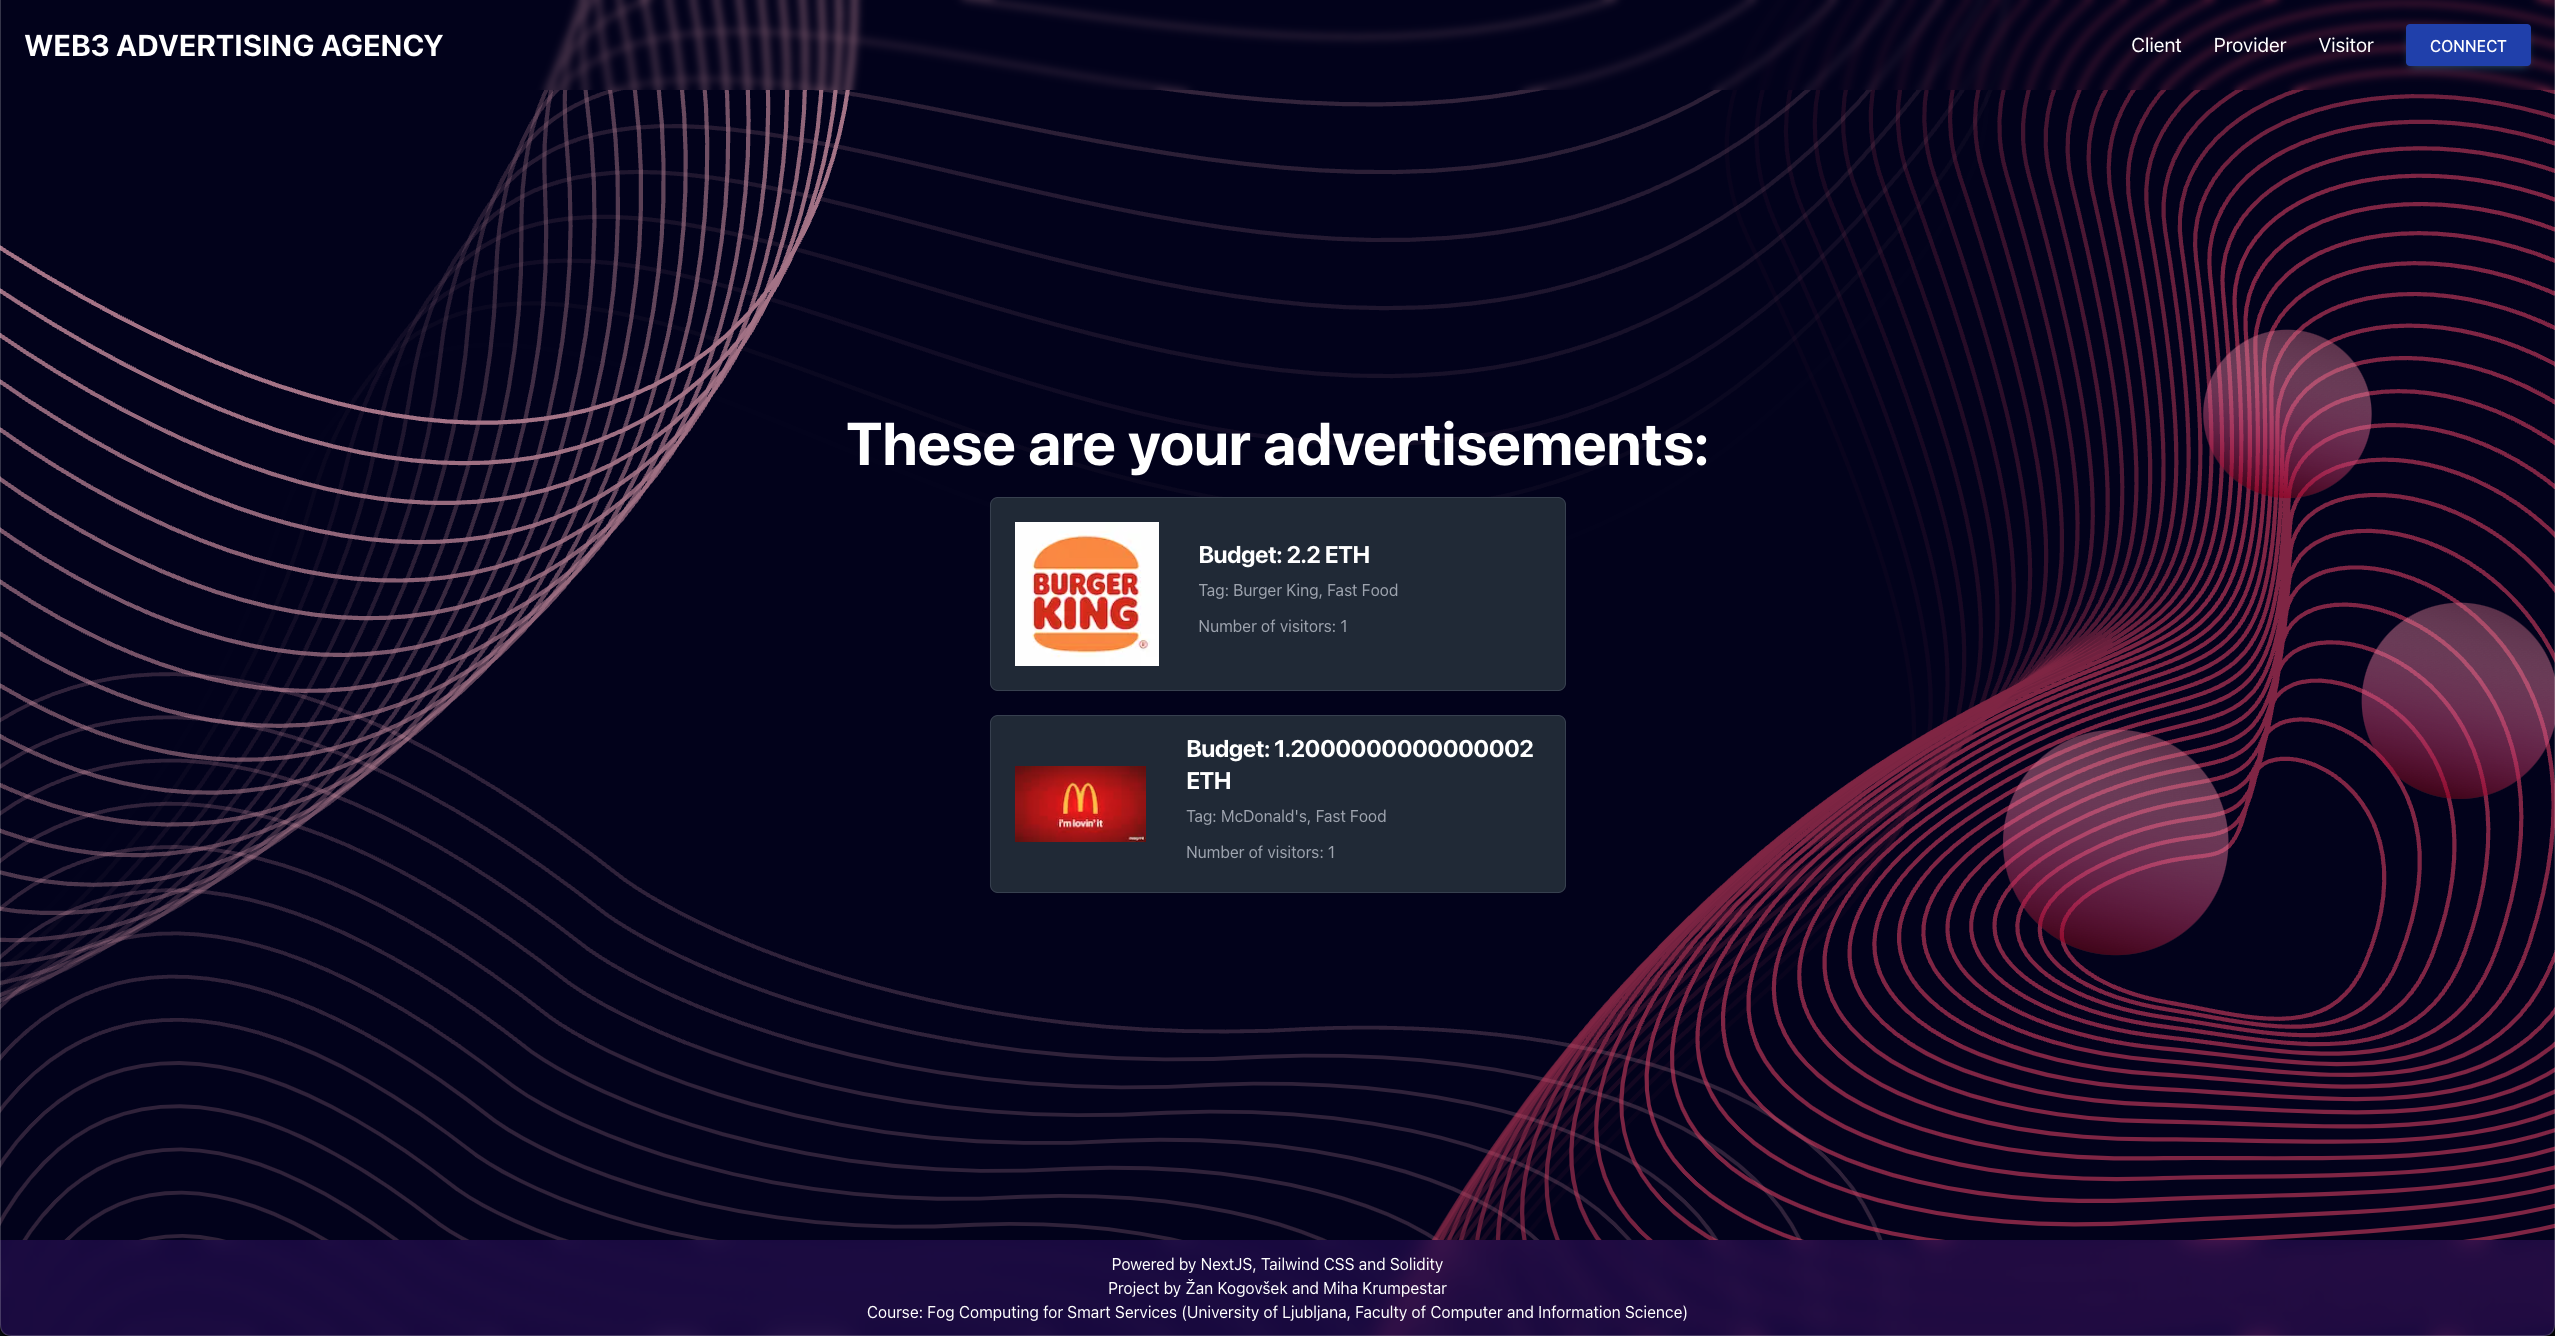 WEB3 ADVERTISING AGENCY
Client
Provider
Visitor
CONNECT
These are your advertisements:
BURGER
KING
®
Budget: 2.2 ETH
Tag: Burger King, Fast Food
Number of visitors: 1
i'm lovin' it
Budget: 1.2000000000000002
ETH
Tag: McDonald's, Fast Food
Number of visitors: 1
Powered by NextJS, Tailwind CSS and Solidity
Project by Žan Kogovšek and Miha Krumpestar
Course: Fog Computing for Smart Services (University of Ljubljana, Faculty of Computer and Information Science)